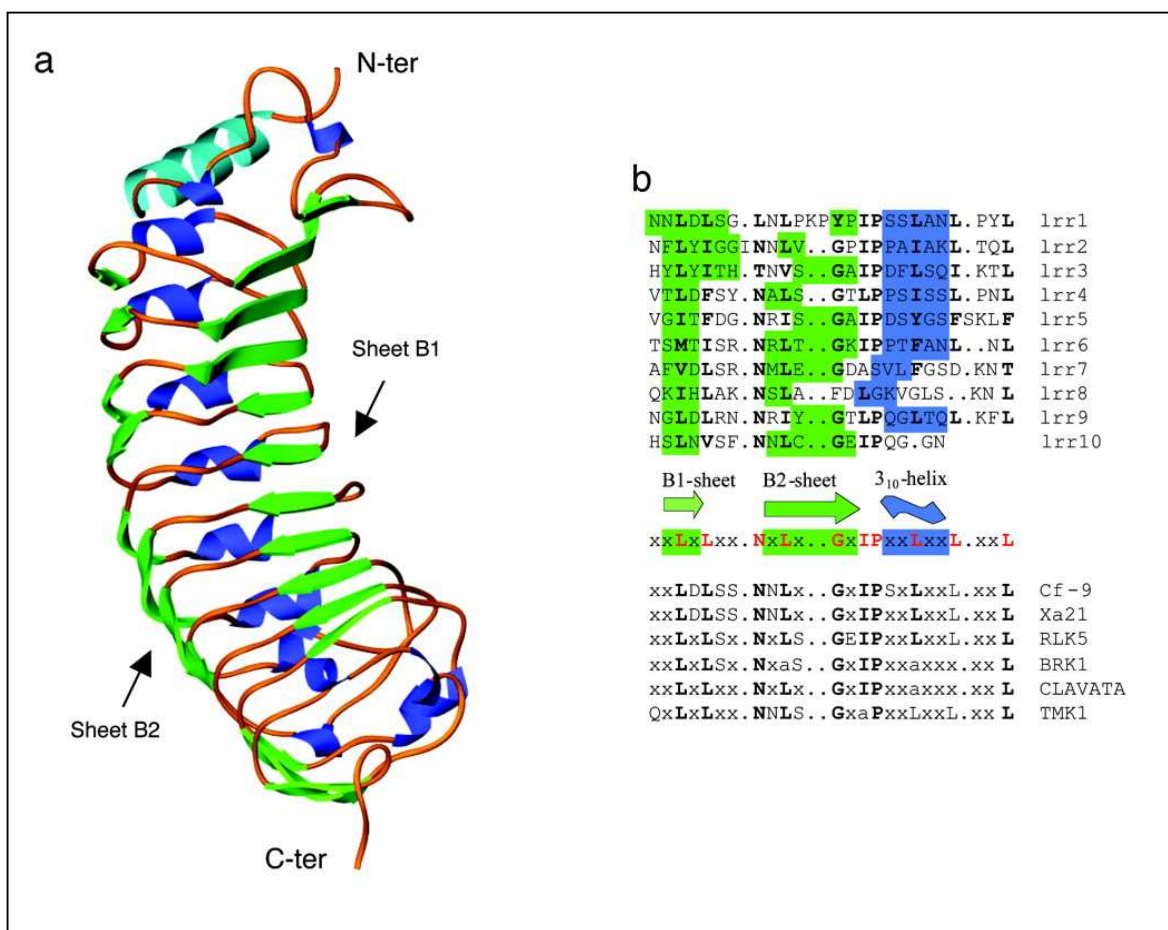 a
N-ter
Sheet B1
Sheet B2
C-ter
b
NNLDLSG.LNLPKPYPIPSSLANL.PYL lrr1
NFLYIGGINNLV..GPIPPAIAKL.TQL lrr2
HYLYITH.TNVS..GAIPDFLSQI.KTL lrr3
VTLDFSY.NALS..GTLPPSISSL.PNL lrr4
VGITFDG.NRIS..GAIPDSYGSFSKLF lrr5
TSMTISR.NRLT..GKIPPTFANL..NL lrr6
AFVDLSR.NMLE..GDASVLFGSD.KNT lrr7
QKIHLAK.NSLA..FDLGKVGLS..KNL lrr8
NGLDLRN.NRIY..GTLPQGLTQL.KFL lrr9
HSLNVSF.NNLC..GEIPQG.GN lrr10
B1-sheet B2-sheet 3₁₀-helix
xxLxLxx.NxLx..GxIPxxLxxL.xxL
xxLDLSS.NNLx..GxIPSxLxxL.xxL Cf-9
xxLDLSS.NNLx..GxIPxxLxxL.xxL Xa21
xxLxLSx.NxLS..GEIPxxLxxL.xxL RLK5
xxLxLSx.NxaS..GxIPxxaxxx.xxL BRK1
xxLxLxx.NxLx..GxIPxxaxxx.xxL CLAVATA
QxLxLxx.NNLS..GxaPxxLxxL.xxL TMK1